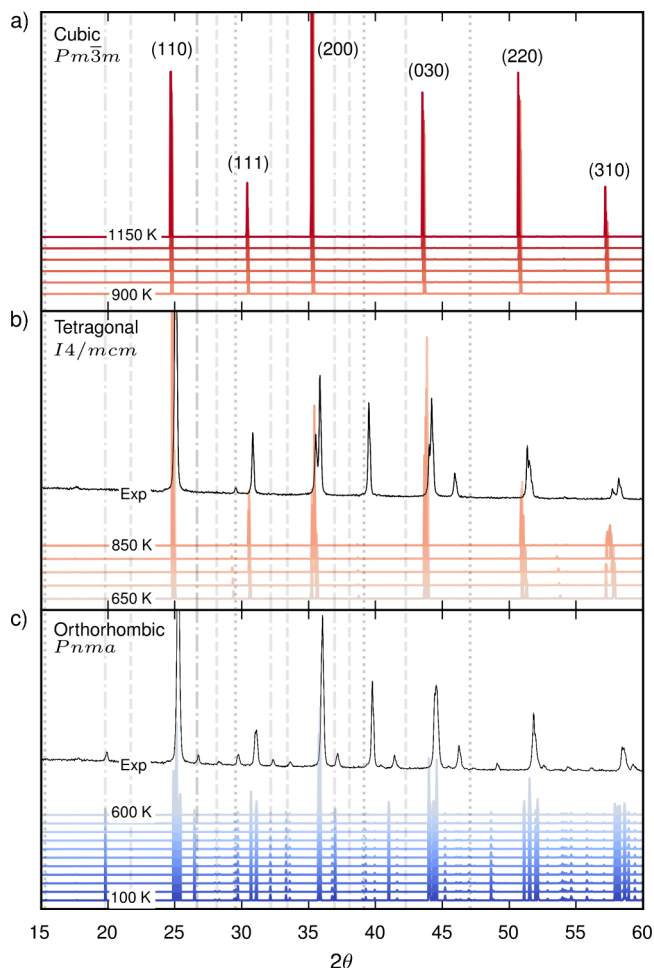 a)
Cubic
Pm3̅m
(110)
(111)
(200)
(030)
(220)
(310)
1150 K
900 K
b)
Tetragonal
I4/mcm
Exp
850 K
650 K
c)
Orthorhombic
Pnma
Exp
600 K
100 K
15 20 25 30 35 40 45 50 55 60
2θ